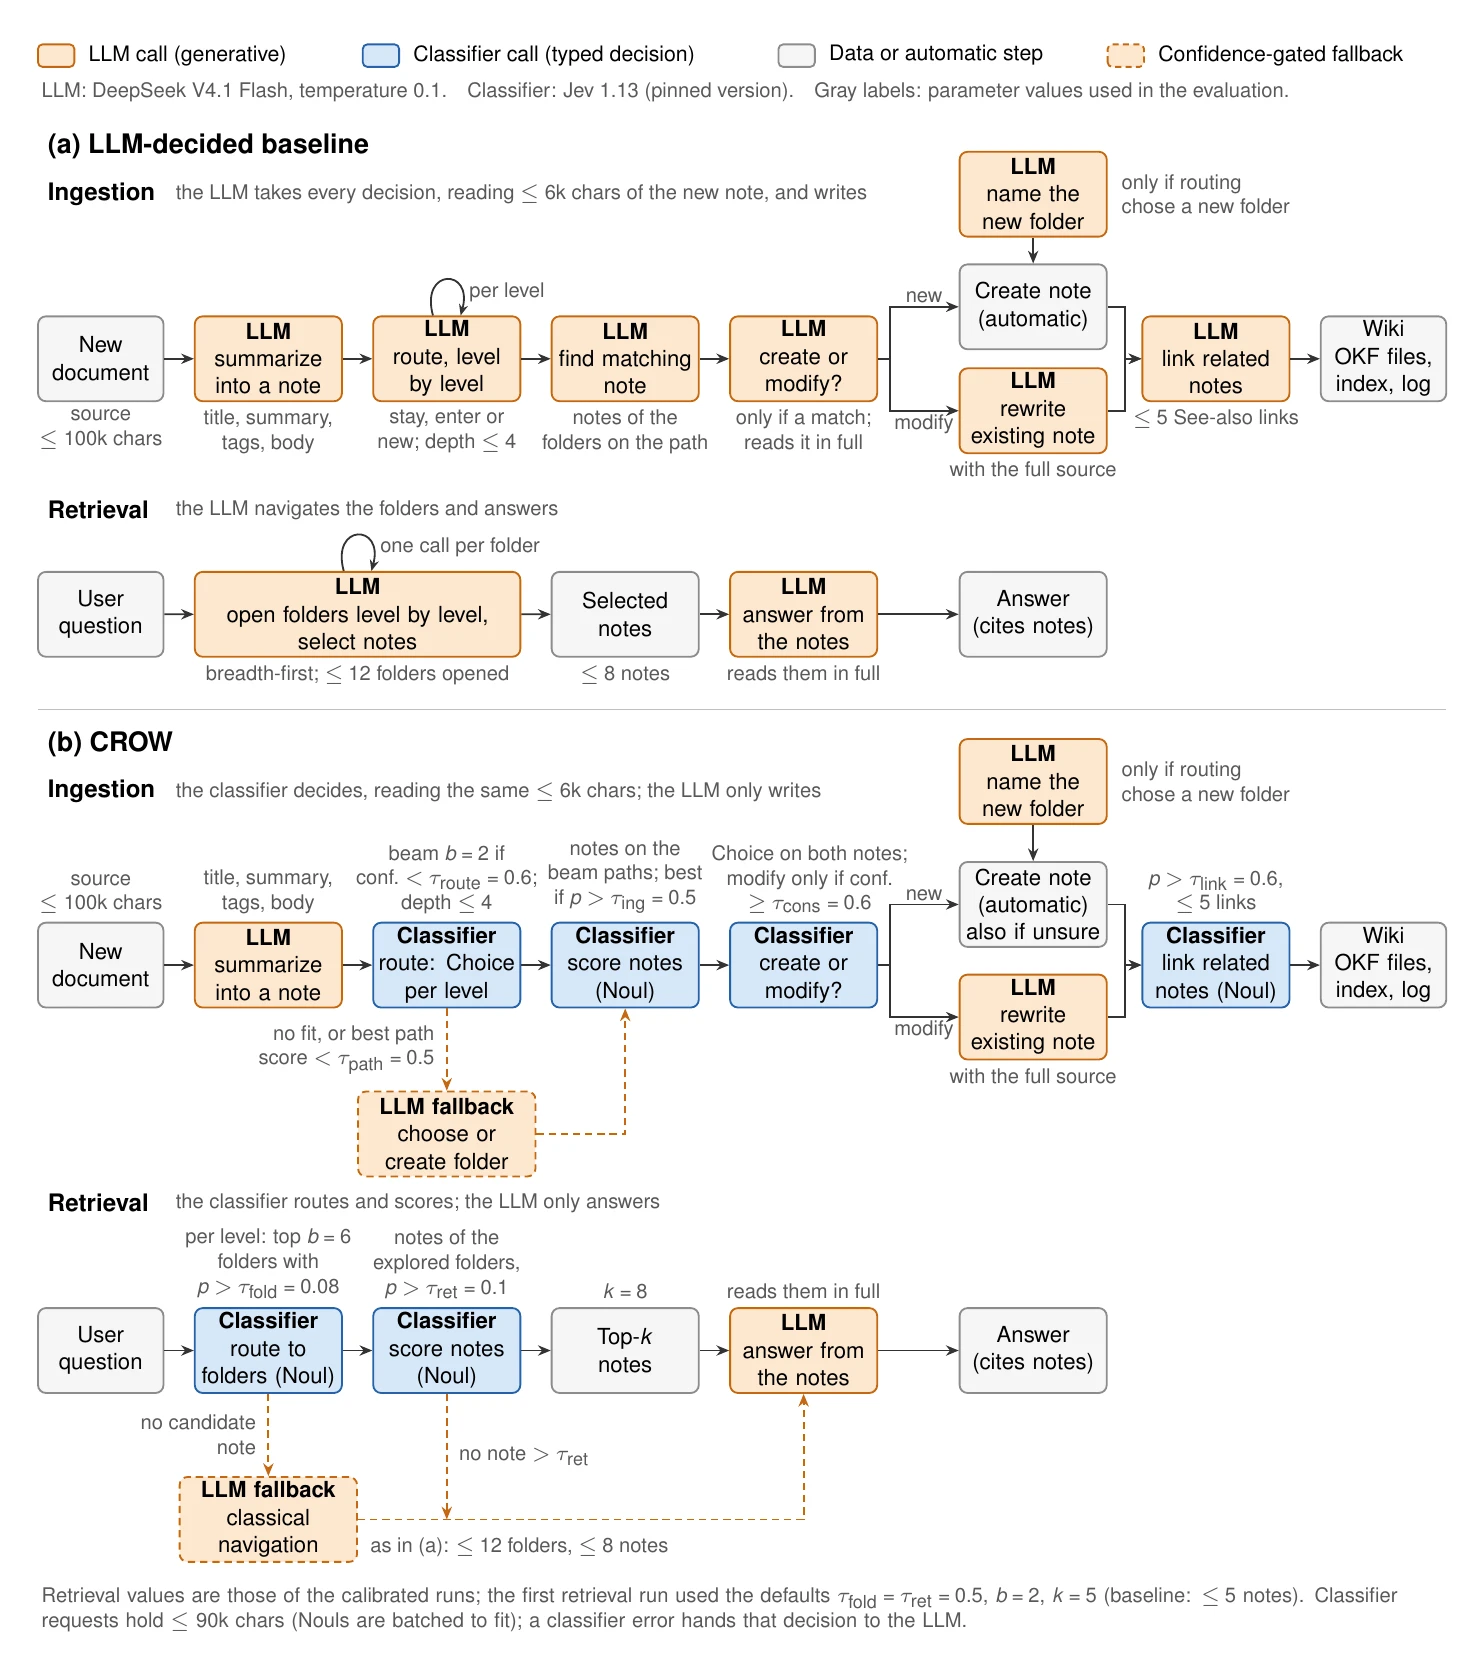 LLM call (generative)
Classifier call (typed decision)
Data or automatic step
Confidence-gated fallback
LLM: DeepSeek V4.1 Flash, temperature 0.1. Classifier: Jev 1.13 (pinned version). Gray labels: parameter values used in the evaluation.
(a) LLM-decided baseline
Ingestion
the LLM takes every decision, reading ≤ 6k chars of the new note, and writes
LLM
name the
new folder
only if routing
chose a new folder
per level
New
document
source
≤ 100k chars
LLM
summarize
into a note
title, summary,
tags, body
LLM
route, level
by level
stay, enter or
new; depth ≤ 4
LLM
find matching
note
notes of the
folders on the path
LLM
create or
modify?
only if a match;
reads it in full
new
modify
Create note
(automatic)
LLM
rewrite
existing note
with the full source
LLM
link related
notes
≤ 5 See-also links
Wiki
OKF files,
index, log
Retrieval
the LLM navigates the folders and answers
one call per folder
User
question
LLM
open folders level by level,
select notes
breadth-first; ≤ 12 folders opened
Selected
notes
≤ 8 notes
LLM
answer from
the notes
reads them in full
Answer
(cites notes)
(b) CROW
Ingestion
the classifier decides, reading the same ≤ 6k chars; the LLM only writes
LLM
name the
new folder
only if routing
chose a new folder
source
≤ 100k chars
New
document
title, summary,
tags, body
LLM
summarize
into a note
beam b = 2 if
conf. < τroute = 0.6;
depth ≤ 4
Classifier
route: Choice
per level
notes on the
beam paths; best
if p > τing = 0.5
Classifier
score notes
(Noul)
Choice on both notes;
modify only if conf.
≥ τcons = 0.6
Classifier
create or
modify?
new
modify
Create note
(automatic)
also if unsure
LLM
rewrite
existing note
with the full source
p > τlink = 0.6,
≤ 5 links
Classifier
link related
notes (Noul)
Wiki
OKF files,
index, log
no fit, or best path
score < τpath = 0.5
LLM fallback
choose or
create folder
Retrieval
the classifier routes and scores; the LLM only answers
User
question
per level: top b = 6
folders with
p > τfold = 0.08
Classifier
route to
folders (Noul)
notes of the
explored folders,
p > τret = 0.1
Classifier
score notes
(Noul)
k = 8
Top-k
notes
reads them in full
LLM
answer from
the notes
Answer
(cites notes)
no candidate
note
no note > τret
LLM fallback
classical
navigation
as in (a): ≤ 12 folders, ≤ 8 notes
Retrieval values are those of the calibrated runs; the first retrieval run used the defaults τfold = τret = 0.5, b = 2, k = 5 (baseline: ≤ 5 notes). Classifier
requests hold ≤ 90k chars (Nouls are batched to fit); a classifier error hands that decision to the LLM.